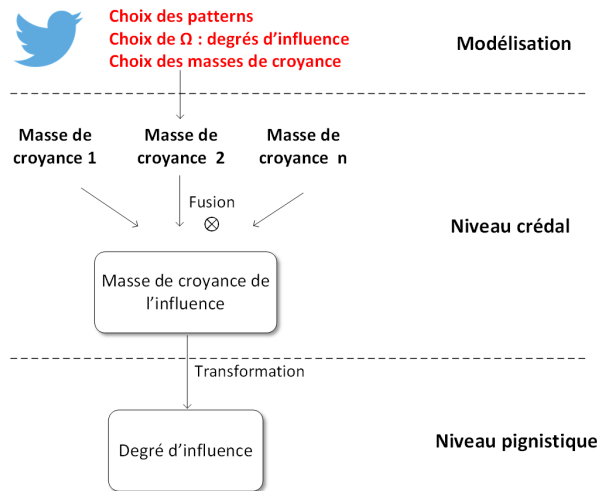 Choix des patterns
Choix de Ω : degrés d'influence
Choix des masses de croyance
Modélisation
Masse de croyance 1
Masse de croyance 2
Masse de croyance n
Fusion
⊗
Niveau crédal
Masse de croyance de
l'influence
Transformation
Degré d'influence
Niveau pignistique